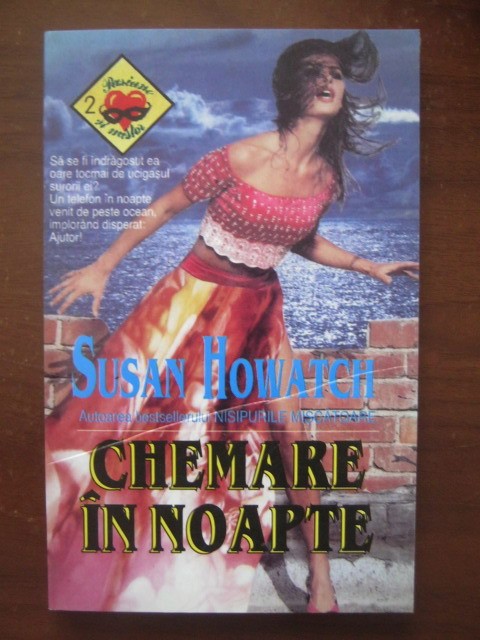 2
Pasiune
și mister
Să se fi îndrăgostit ea
oare tocmai de ucigașul
surorii ei?
Un telefon în noapte
venit de peste ocean,
implorând disperat:
Ajutor!
SUSAN HOWATCH
Autoarea bestsellerului NISIPURILE MIȘCĂTOARE
CHEMARE
ÎN NOAPTE